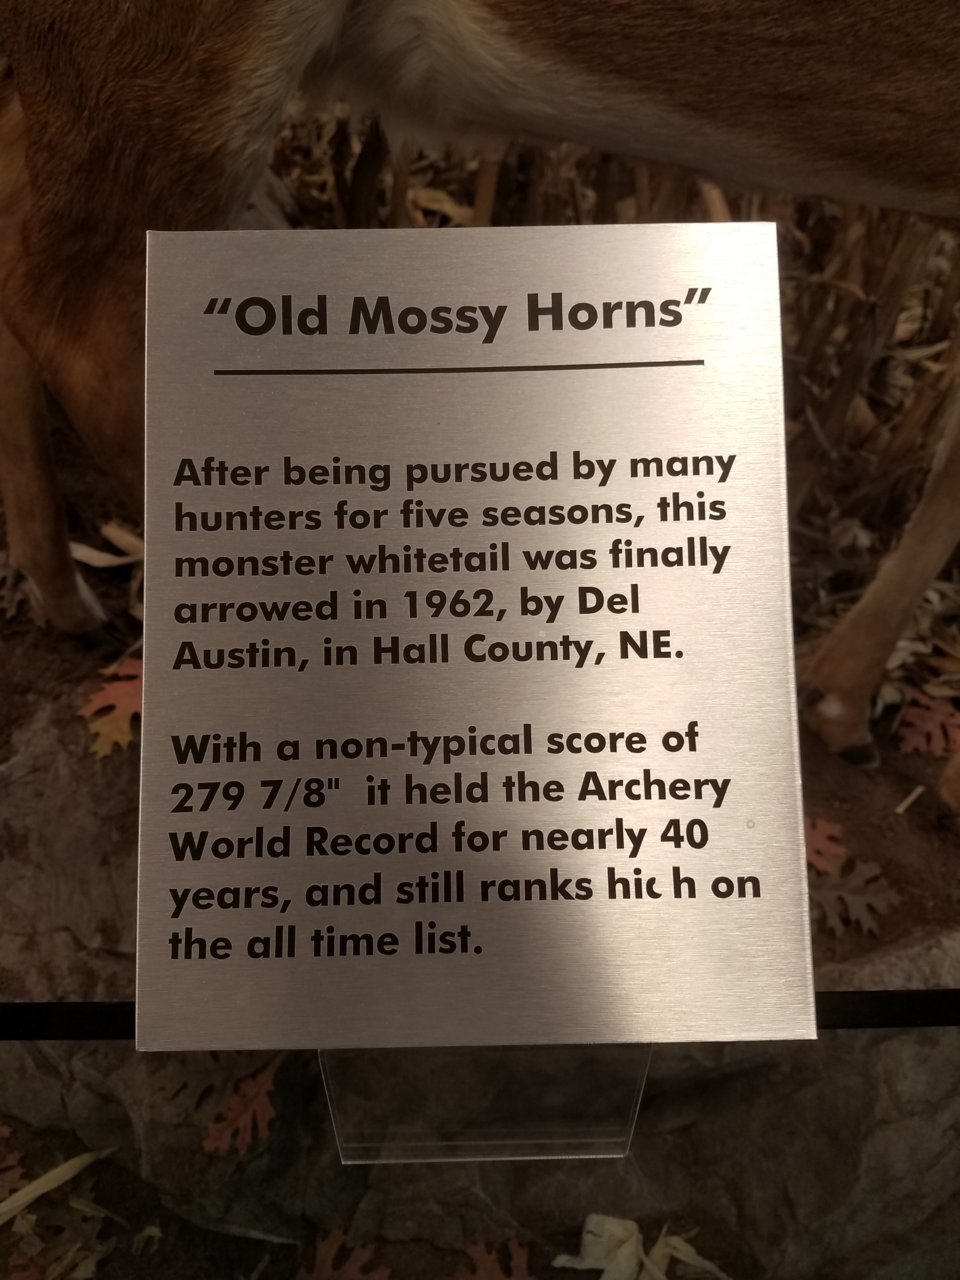 “Old Mossy Horns”
After being pursued by many
hunters for five seasons, this
monster whitetail was finally
arrowed in 1962, by Del
Austin, in Hall County, NE.
With a non-typical score of
279 7/8" it held the Archery
World Record for nearly 40
years, and still ranks hic h on
the all time list.